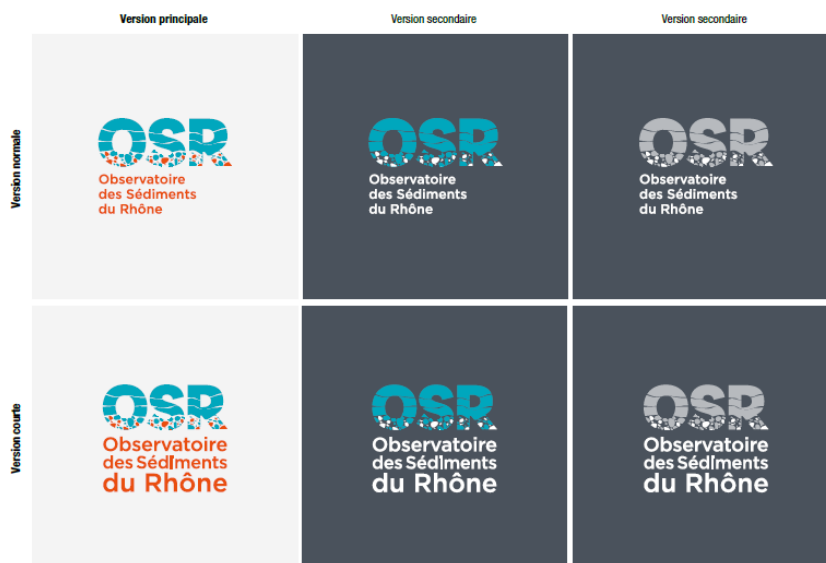 Version principale
Version secondaire
Version secondaire
Version normale
OSR
Observatoire
des Sédiments
du Rhône
OSR
Observatoire
des Sédiments
du Rhône
OSR
Observatoire
des Sédiments
du Rhône
Version courte
OSR
Observatoire
des Sédiments
du Rhône
OSR
Observatoire
des Sédiments
du Rhône
OSR
Observatoire
des Sédiments
du Rhône